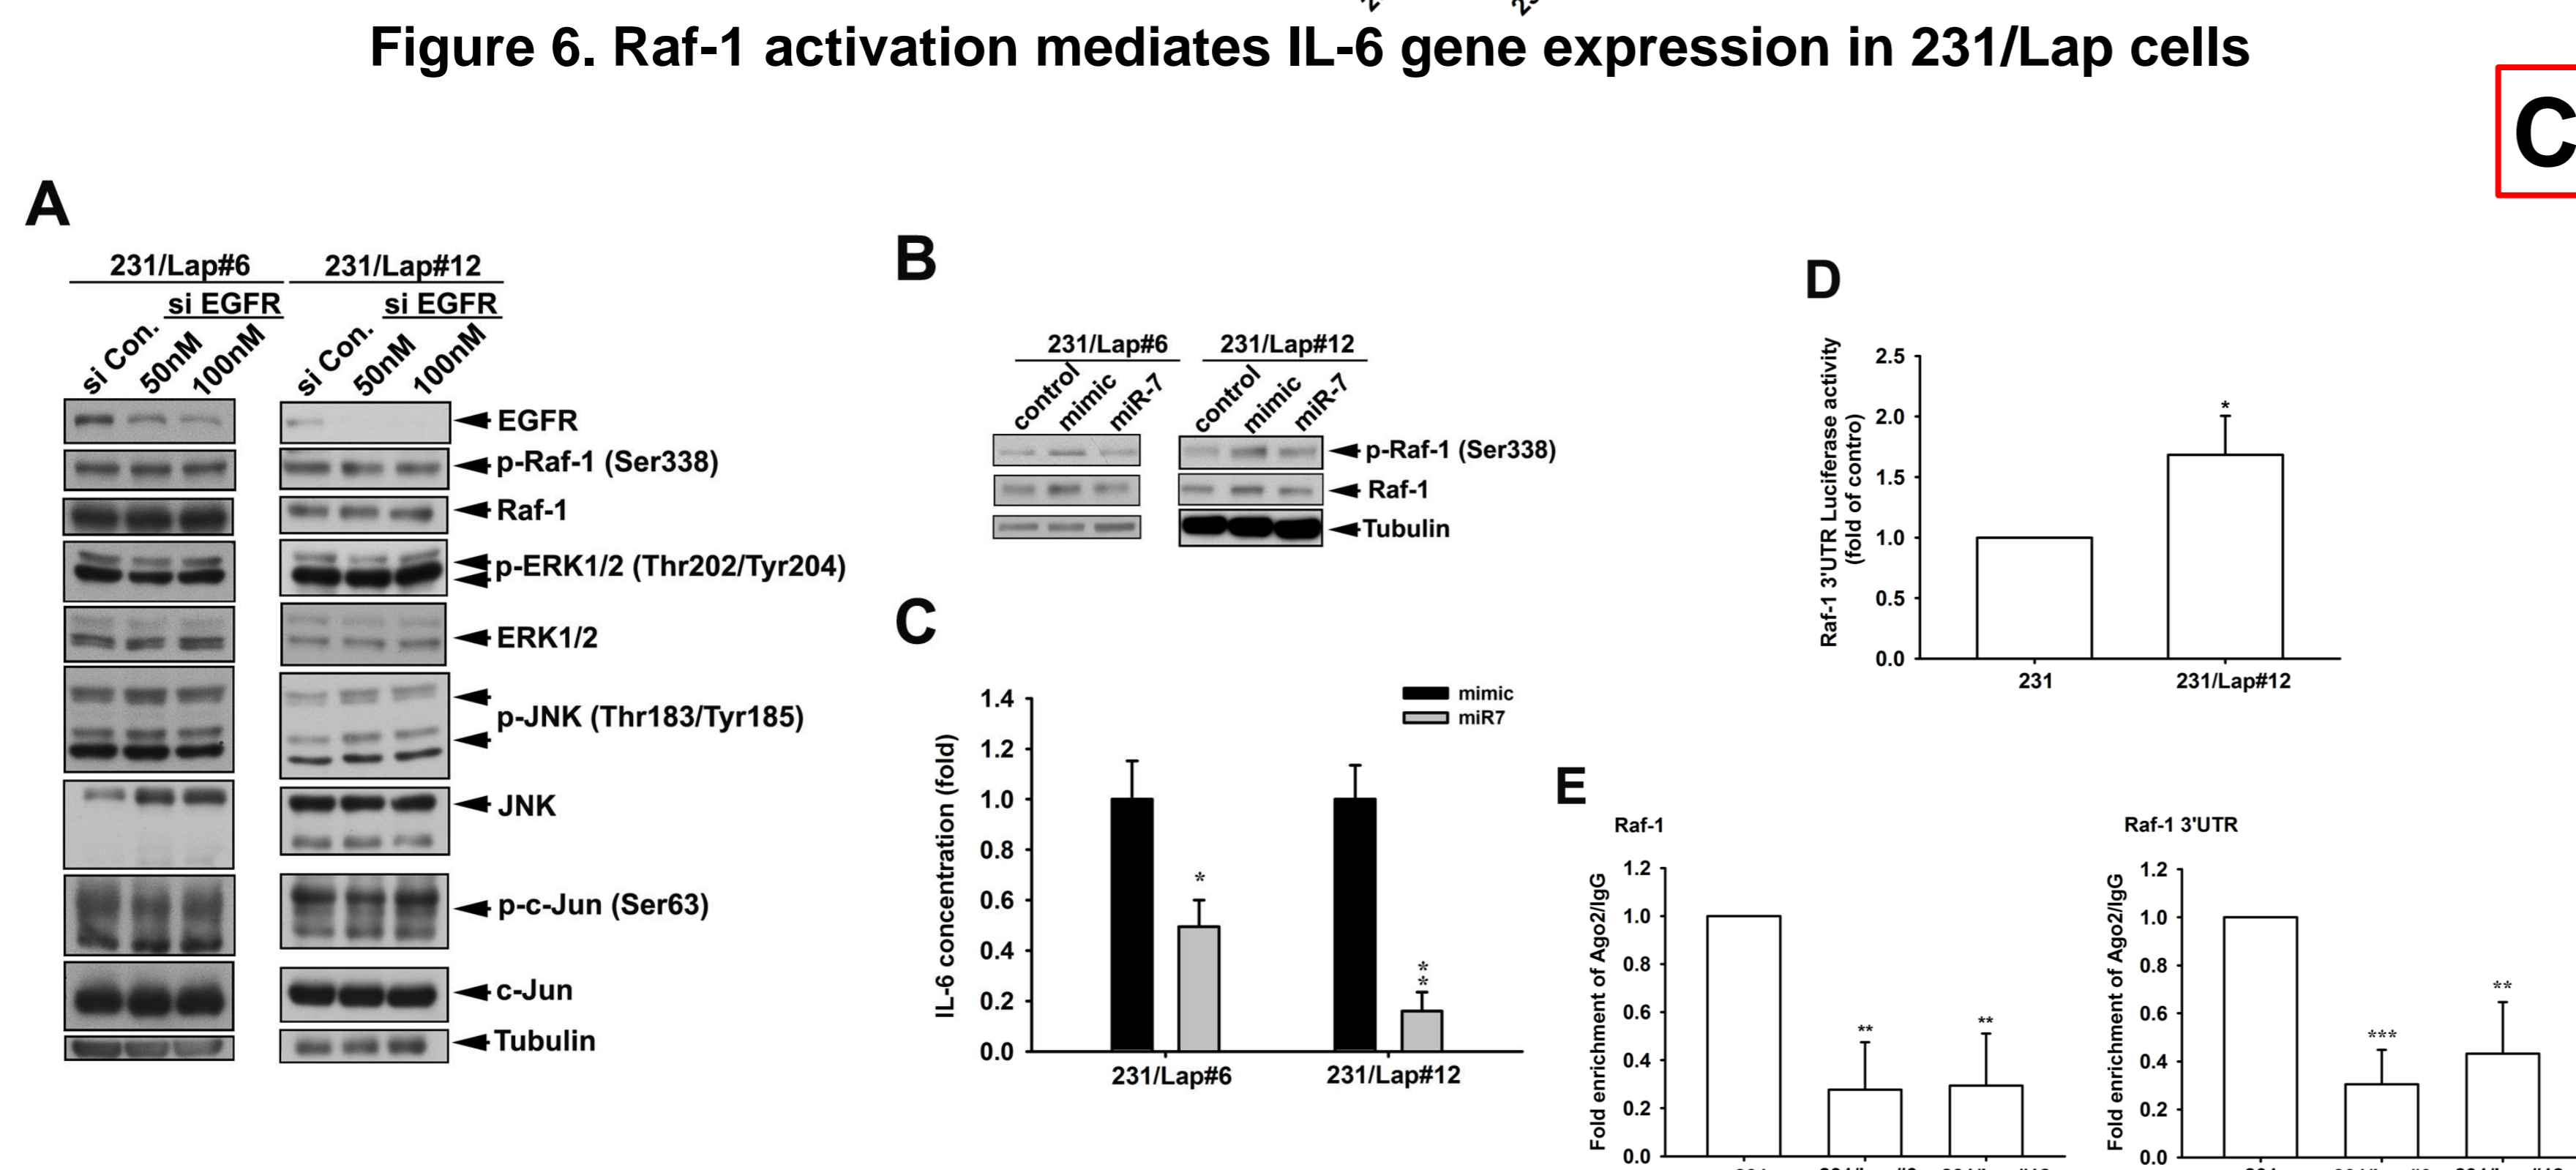 Figure 6. Raf-1 activation mediates IL-6 gene expression in 231/Lap cells
C
A
231/Lap#6 231/Lap#12
si EGFR si EGFR
si Con. 50nM 100nM si Con. 50nM 100nM
EGFR
p-Raf-1 (Ser338)
Raf-1
p-ERK1/2 (Thr202/Tyr204)
ERK1/2
p-JNK (Thr183/Tyr185)
JNK
p-c-Jun (Ser63)
c-Jun
Tubulin
B
231/Lap#6 231/Lap#12
control mimic miR-7 control mimic miR-7
p-Raf-1 (Ser338)
Raf-1
Tubulin
C
mimic
miR7
IL-6 concentration (fold)
1.4
1.2
1.0
0.8
0.6
0.4
0.2
0.0
*
*
*
231/Lap#6 231/Lap#12
D
Raf-1 3'UTR Luciferase activity
(fold of control)
2.5
2.0
1.5
1.0
0.5
0.0
*
231 231/Lap#12
E
Raf-1
Fold enrichment of Ago2/IgG
1.2
1.0
0.8
0.6
0.4
0.2
0.0
** **
Raf-1 3'UTR
Fold enrichment of Ago2/IgG
1.2
1.0
0.8
0.6
0.4
0.2
0.0
*** **